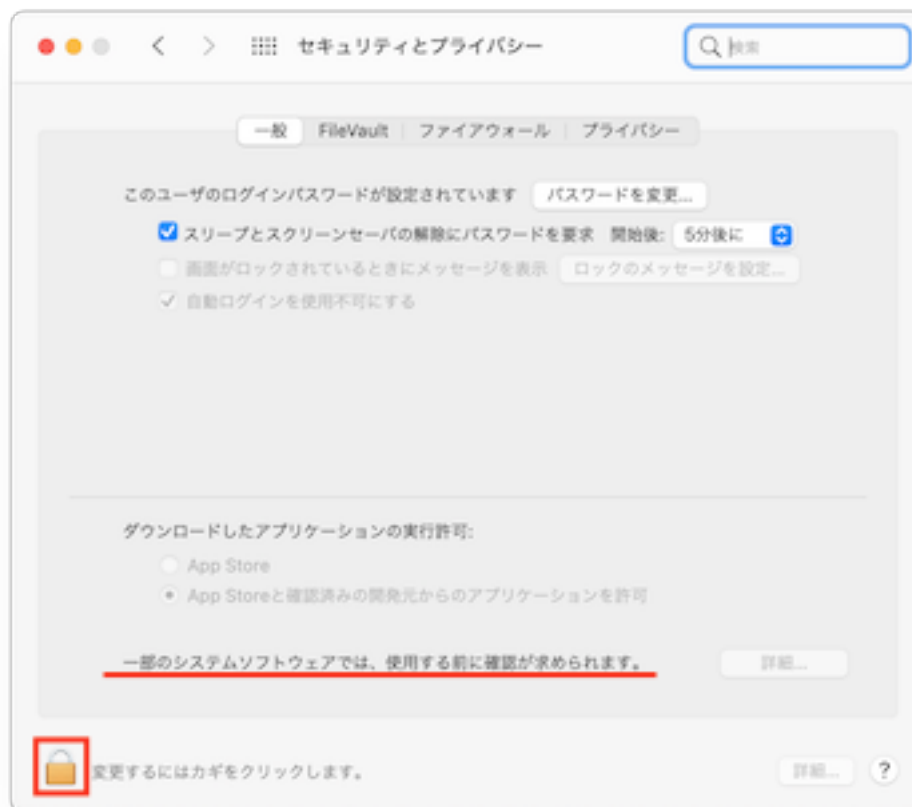 セキュリティとプライバシー
検索
一般 FileVault ファイアウォール プライバシー
このユーザのログインパスワードが設定されています パスワードを変更...
スリープとスクリーンセーバの解除にパスワードを要求 開始後: 5分後に
画面がロックされているときにメッセージを表示 ロックのメッセージを設定...
自動ログインを使用不可にする
ダウンロードしたアプリケーションの実行許可:
App Store
App Storeと確認済みの開発元からのアプリケーションを許可
一部のシステムソフトウェアでは、使用する前に確認が求められます。 詳細...
変更するにはカギをクリックします。 詳細... ?